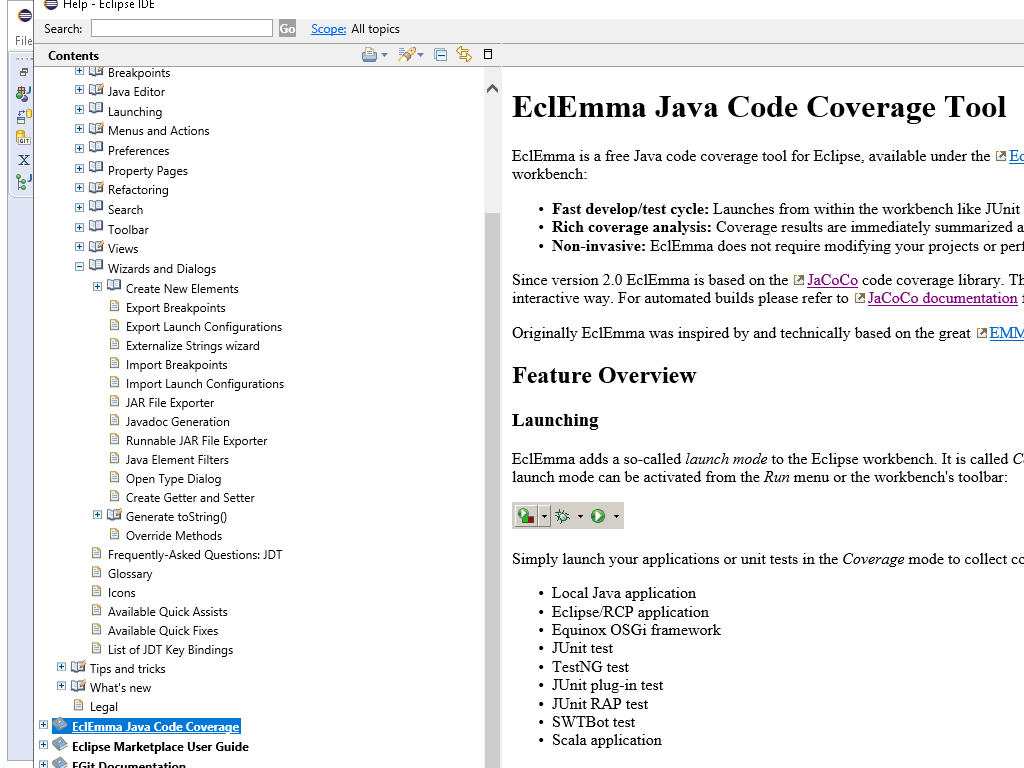 Help - Eclipse IDE
File
Search:
Go
Scope: All topics
Contents
Breakpoints
Java Editor
Launching
Menus and Actions
Preferences
Property Pages
Refactoring
Search
Toolbar
Views
Wizards and Dialogs
Create New Elements
Export Breakpoints
Export Launch Configurations
Externalize Strings wizard
Import Breakpoints
Import Launch Configurations
JAR File Exporter
Javadoc Generation
Runnable JAR File Exporter
Java Element Filters
Open Type Dialog
Create Getter and Setter
Generate toString()
Override Methods
Frequently-Asked Questions: JDT
Glossary
Icons
Available Quick Assists
Available Quick Fixes
List of JDT Key Bindings
Tips and tricks
What's new
Legal
EclEmma Java Code Coverage
Eclipse Marketplace User Guide
EGit Documentation
EclEmma Java Code Coverage Tool
EclEmma is a free Java code coverage tool for Eclipse, available under the Ec
workbench:
• Fast develop/test cycle: Launches from within the workbench like JUnit
• Rich coverage analysis: Coverage results are immediately summarized a
• Non-invasive: EclEmma does not require modifying your projects or perf
Since version 2.0 EclEmma is based on the JaCoCo code coverage library. Th
interactive way. For automated builds please refer to JaCoCo documentation f
Originally EclEmma was inspired by and technically based on the great EMM
Feature Overview
Launching
EclEmma adds a so-called launch mode to the Eclipse workbench. It is called C
launch mode can be activated from the Run menu or the workbench's toolbar:
Simply launch your applications or unit tests in the Coverage mode to collect co
• Local Java application
• Eclipse/RCP application
• Equinox OSGi framework
• JUnit test
• TestNG test
• JUnit plug-in test
• JUnit RAP test
• SWTBot test
• Scala application